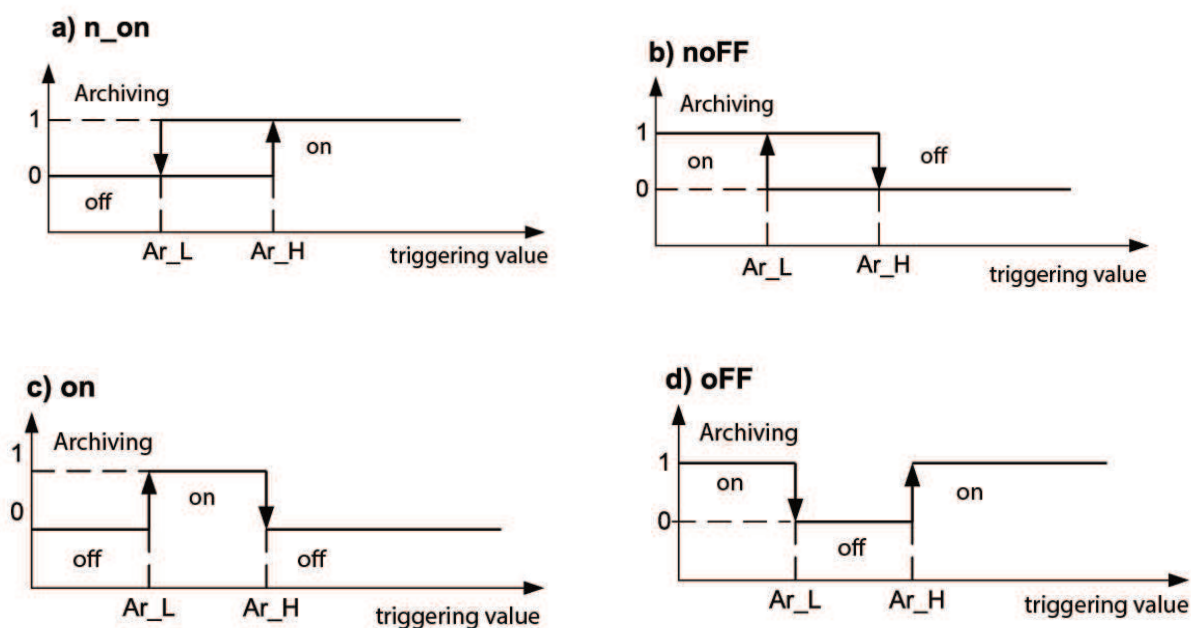 a) n_on
Archiving
1
on
0
off
Ar_L
Ar_H
triggering value
b) noFF
Archiving
1
on
off
0
Ar_L
Ar_H
triggering value
c) on
Archiving
1
on
0
off
off
Ar_L
Ar_H
triggering value
d) oFF
Archiving
1
on
on
0
off
Ar_L
Ar_H
triggering value